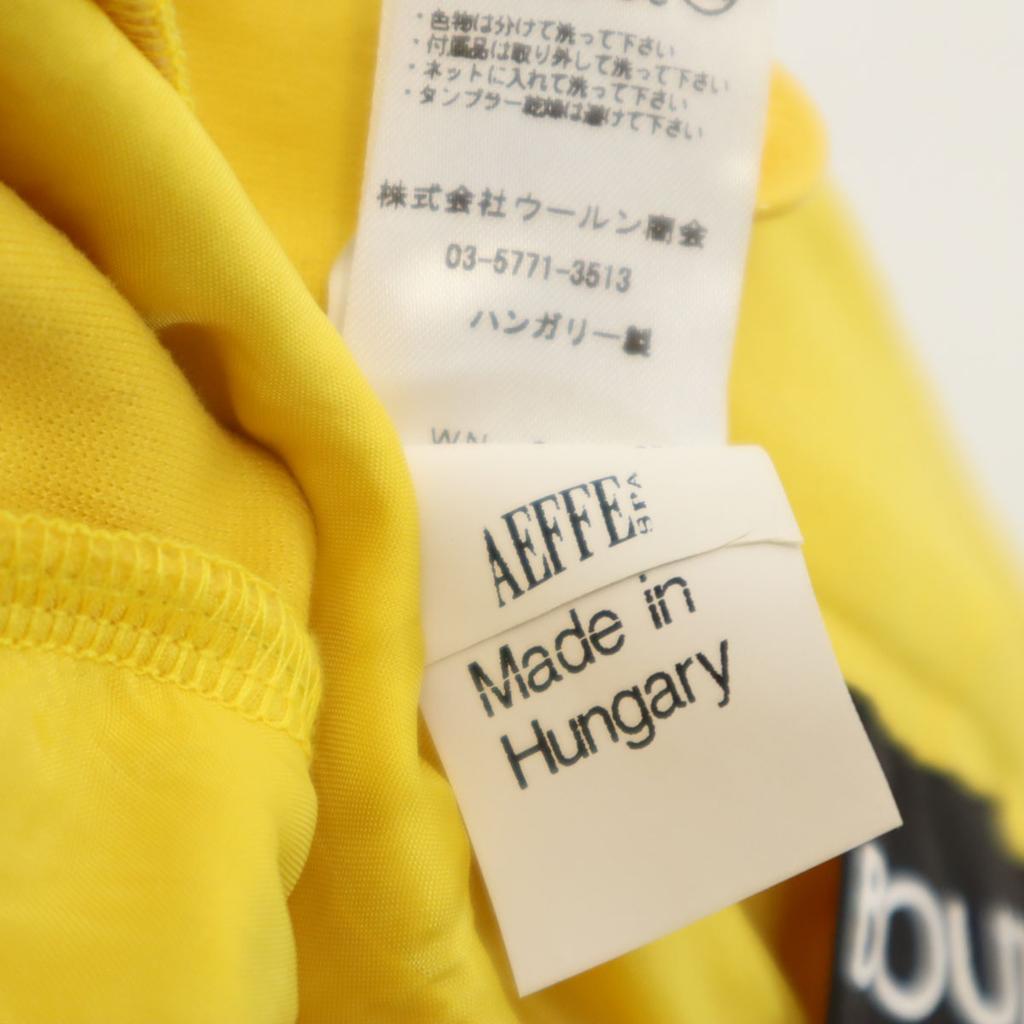 ・色物は分けて洗って下さい
・付属品は取り外して洗って下さい
・ネットに入れて洗って下さい
・タンブラー乾燥は避けて下さい
株式会社ウールン商会
03-5771-3513
ハンガリー製
WN
AEFFE SPA
Made in
Hungary